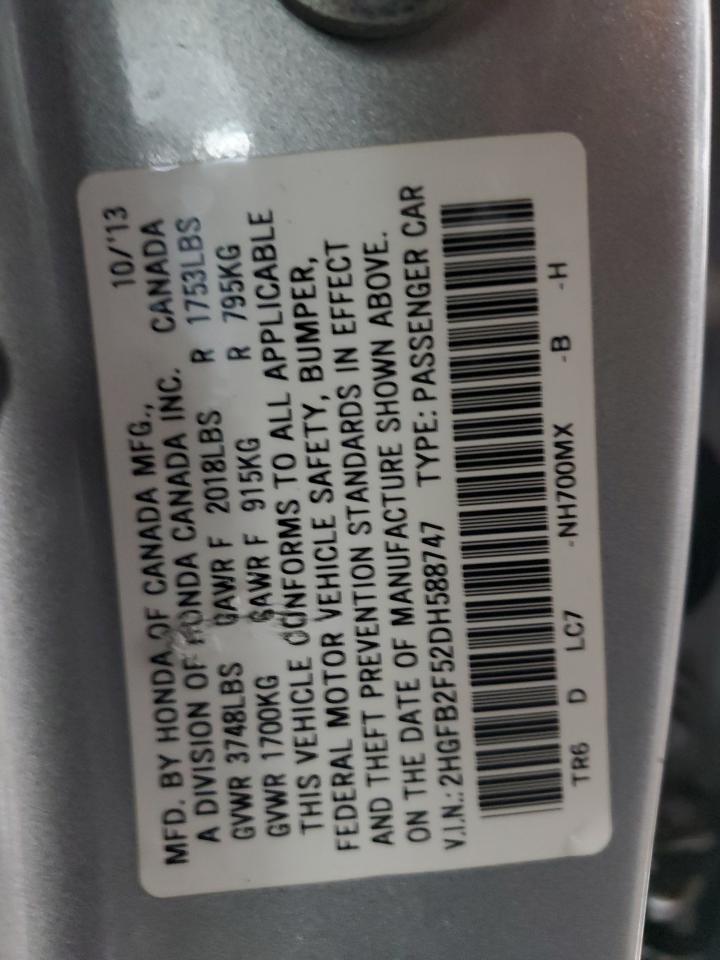 MFD. BY HONDA OF CANADA MFG., 10/'13
A DIVISION OF HONDA CANADA INC. CANADA
GVWR 3748LBS GAWR F 2018LBS R 1753LBS
GVWR 1700KG GAWR F 915KG R 795KG
THIS VEHICLE CONFORMS TO ALL APPLICABLE
FEDERAL MOTOR VEHICLE SAFETY, BUMPER,
AND THEFT PREVENTION STANDARDS IN EFFECT
ON THE DATE OF MANUFACTURE SHOWN ABOVE.
V.I.N.: 2HGFB2F52DH588747 TYPE: PASSENGER CAR
TR6 D LC7 -NH700MX -B -H